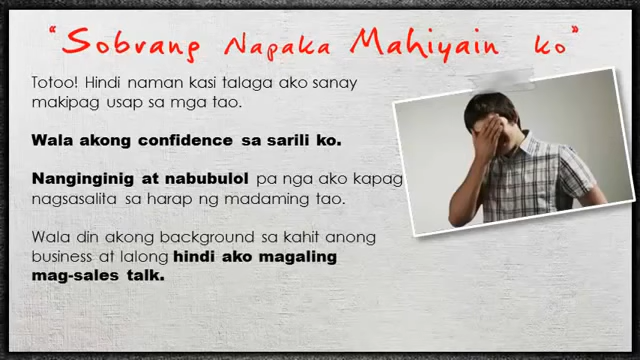 "Sobrang Napaka Mahiyain ko"
Totoo! Hindi naman kasi talaga ako sanay
makipag usap sa mga tao.
Wala akong confidence sa sarili ko.
Nanginginig at nabubulol pa nga ako kapag
nagsasalita sa harap ng madaming tao.
Wala din akong background sa kahit anong
business at lalong hindi ako magaling
mag-sales talk.